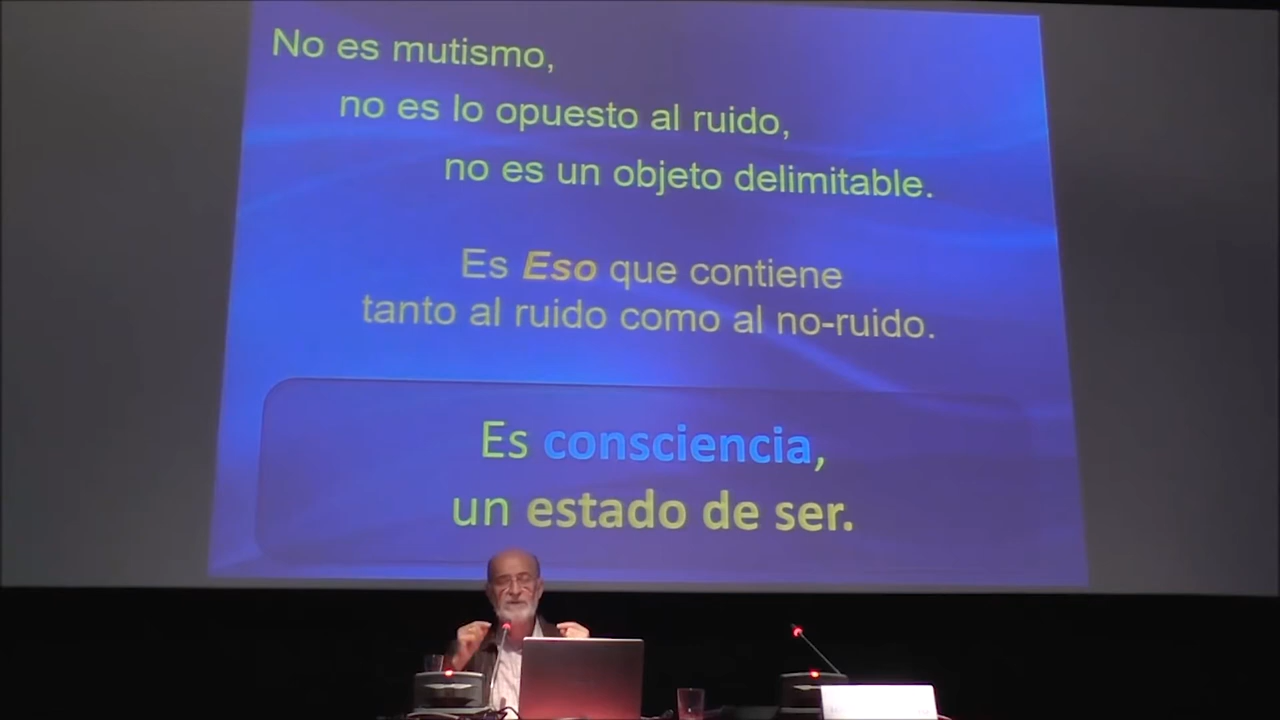 No es mutismo,
no es lo opuesto al ruido,
no es un objeto delimitable.
Es Eso que contiene
tanto al ruido como al no-ruido.
Es consciencia,
un estado de ser.